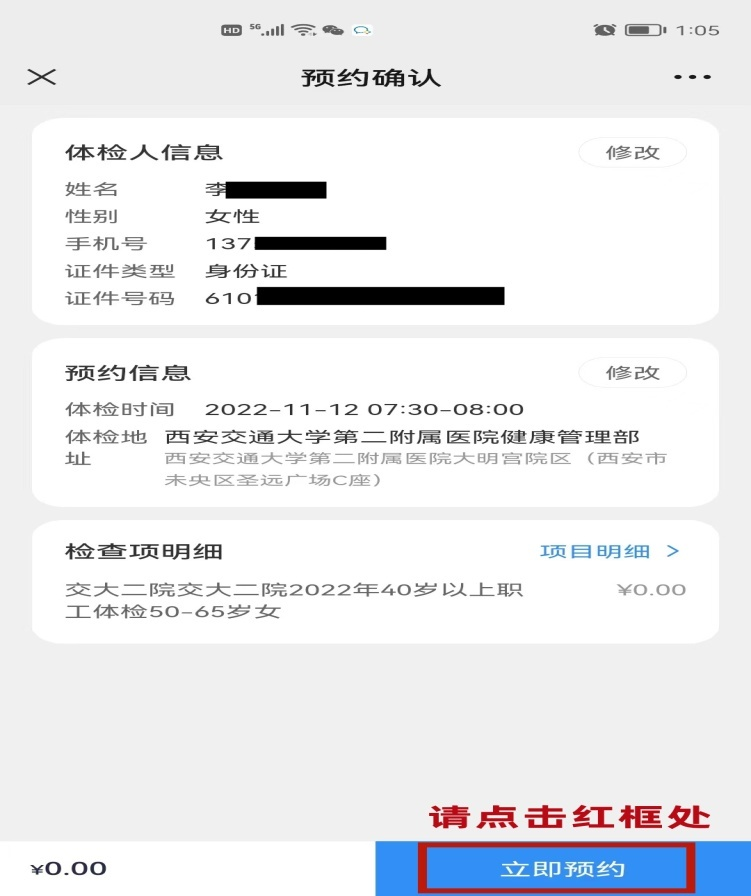 HD 5G 1:05
预约确认
体检人信息 修改
姓名 李
性别 女性
手机号 137
证件类型 身份证
证件号码 610
预约信息 修改
体检时间 2022-11-12 07:30-08:00
体检地址 西安交通大学第二附属医院健康管理部
西安交通大学第二附属医院大明宫院区（西安市
未央区圣远广场C座）
检查项明细 项目明细 >
交大二院交大二院2022年40岁以上职 ¥0.00
工体检50-65岁女
请点击红框处
¥0.00 立即预约